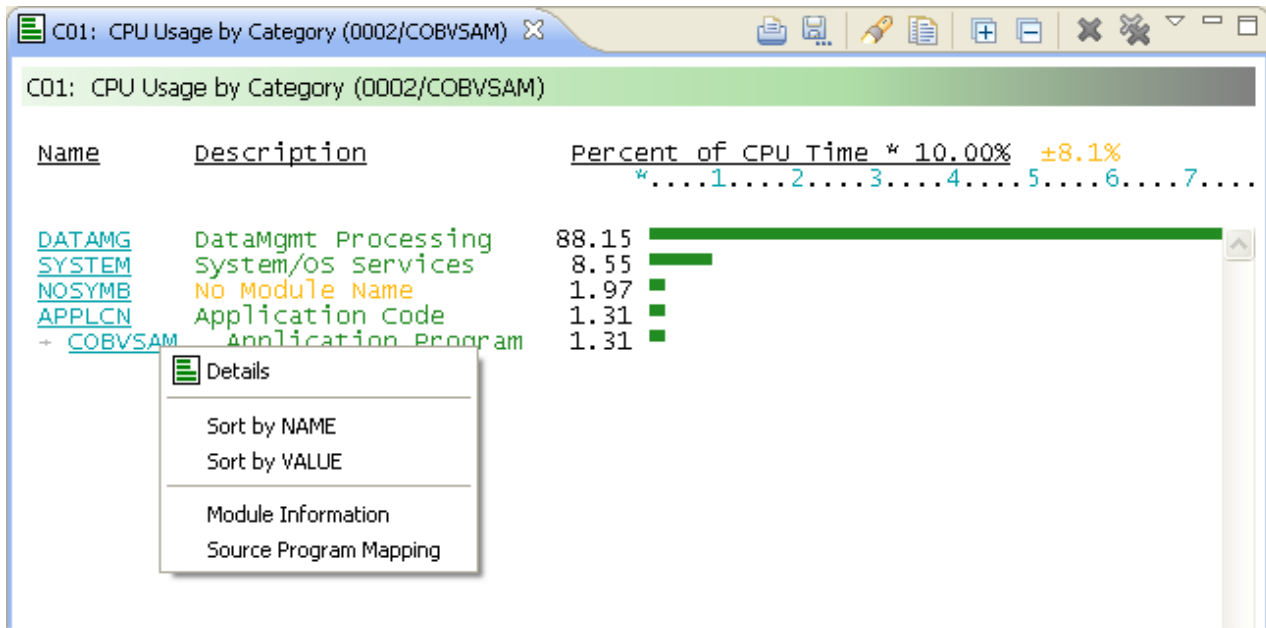 C01: CPU Usage by Category (0002/COBVSAM)
C01: CPU Usage by Category (0002/COBVSAM)
Name Description Percent of CPU Time * 10.00% ±8.1%
*....1....2....3....4....5....6....7....
DATAMG DataMgmt Processing 88.15
SYSTEM System/OS Services 8.55
NOSYMB No Module Name 1.97
APPLCN Application Code 1.31
+ COBVSAM Application Program 1.31
Details
Sort by NAME
Sort by VALUE
Module Information
Source Program Mapping